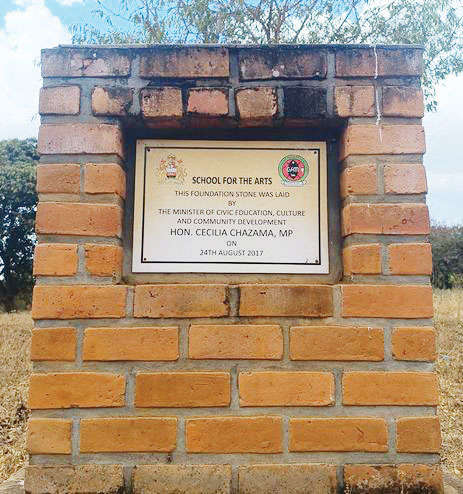 SCHOOL FOR THE ARTS
THIS FOUNDATION STONE WAS LAID
BY
THE MINISTER OF CIVIC EDUCATION, CULTURE
AND COMMUNITY DEVELOPMENT
HON. CECILIA CHAZAMA, MP
ON
24TH AUGUST 2017